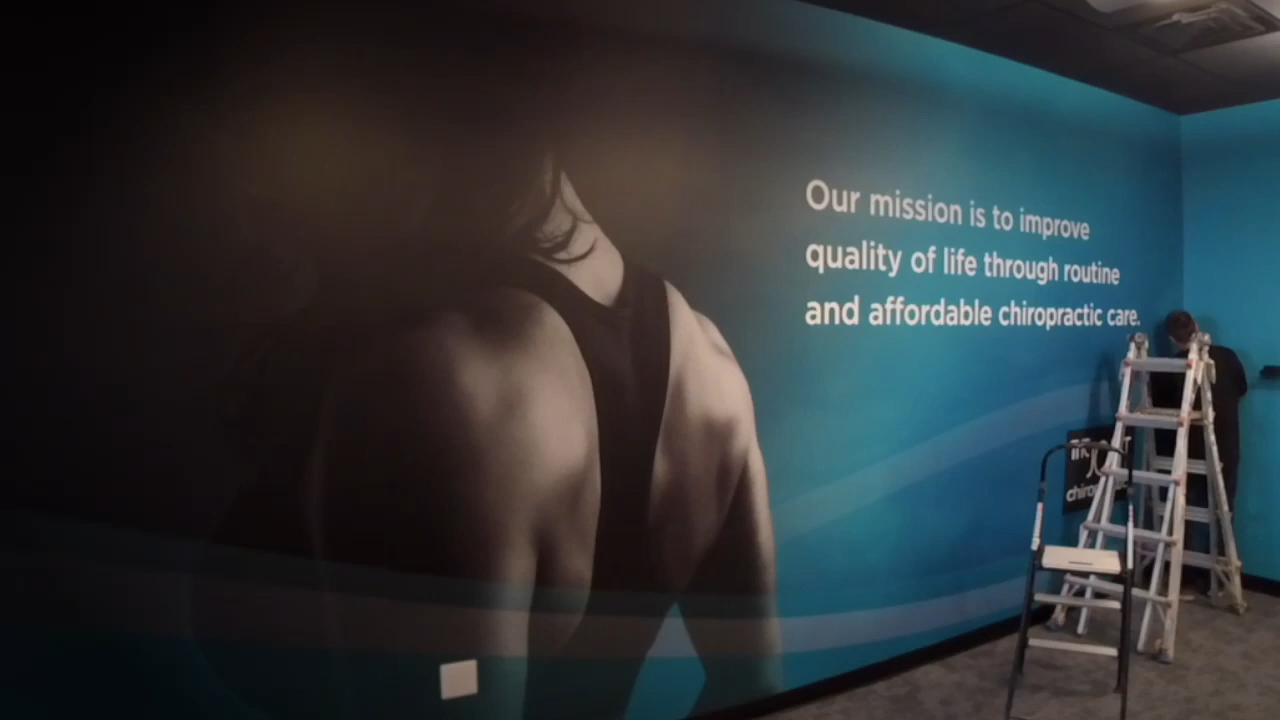 Our mission is to improve
quality of life through routine
and affordable chiropractic care.